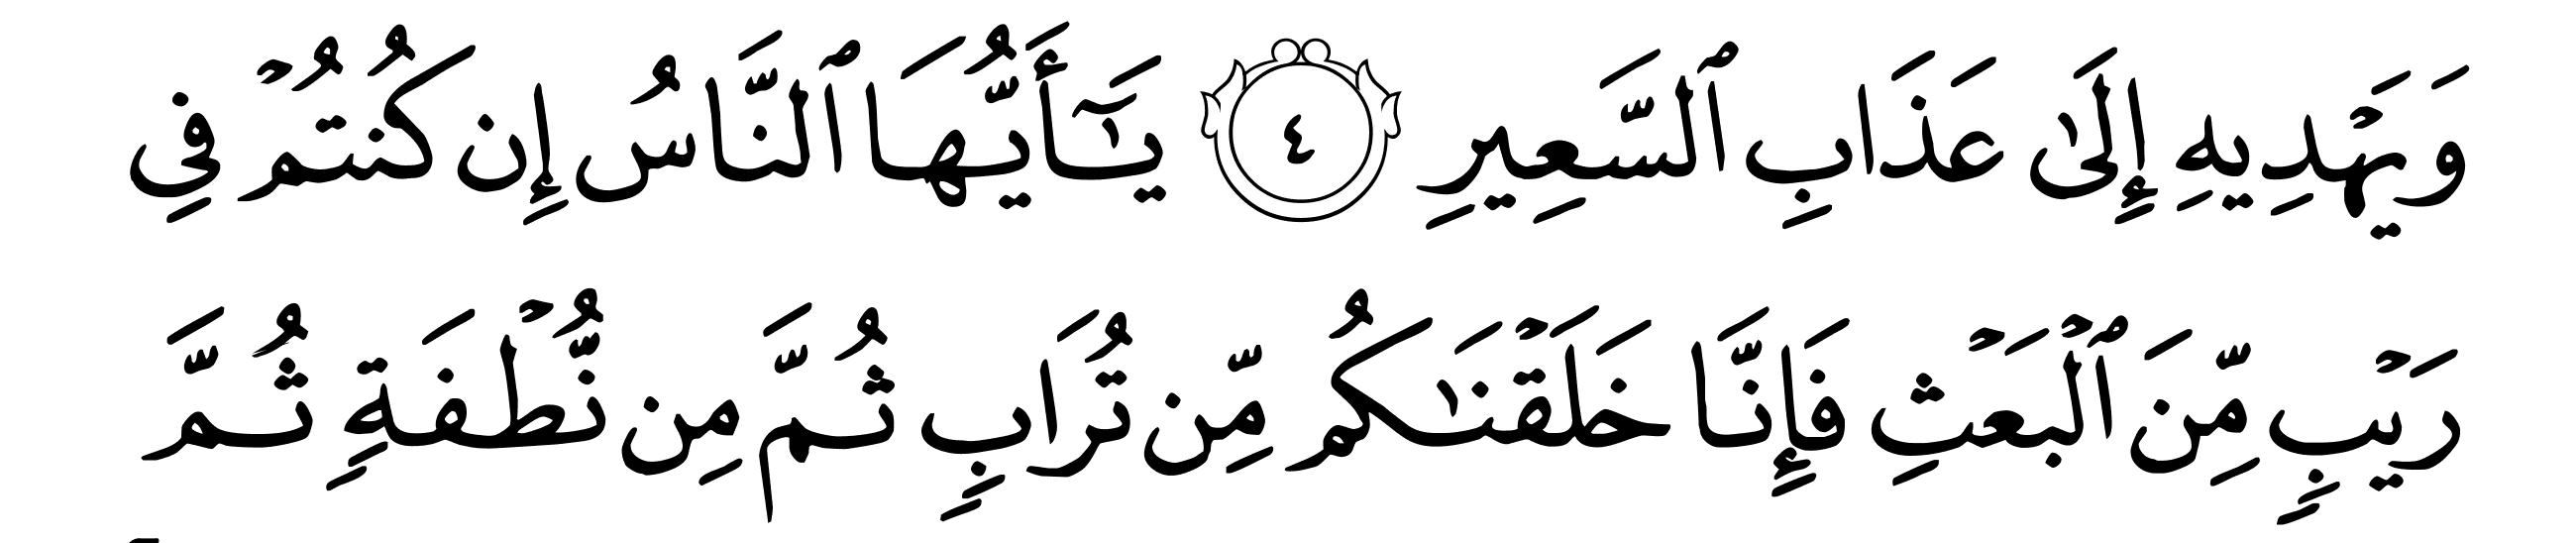 وَيَهۡدِيهِ إِلَىٰ عَذَابِ ٱلسَّعِيرِ ٤ يَـٰٓأَيُّهَا ٱلنَّاسُ إِن كُنتُمۡ فِي
رَيۡبٖ مِّنَ ٱلۡبَعۡثِ فَإِنَّا خَلَقۡنَٰكُم مِّن تُرَابٖ ثُمَّ مِن نُّطۡفَةٖ ثُمَّ